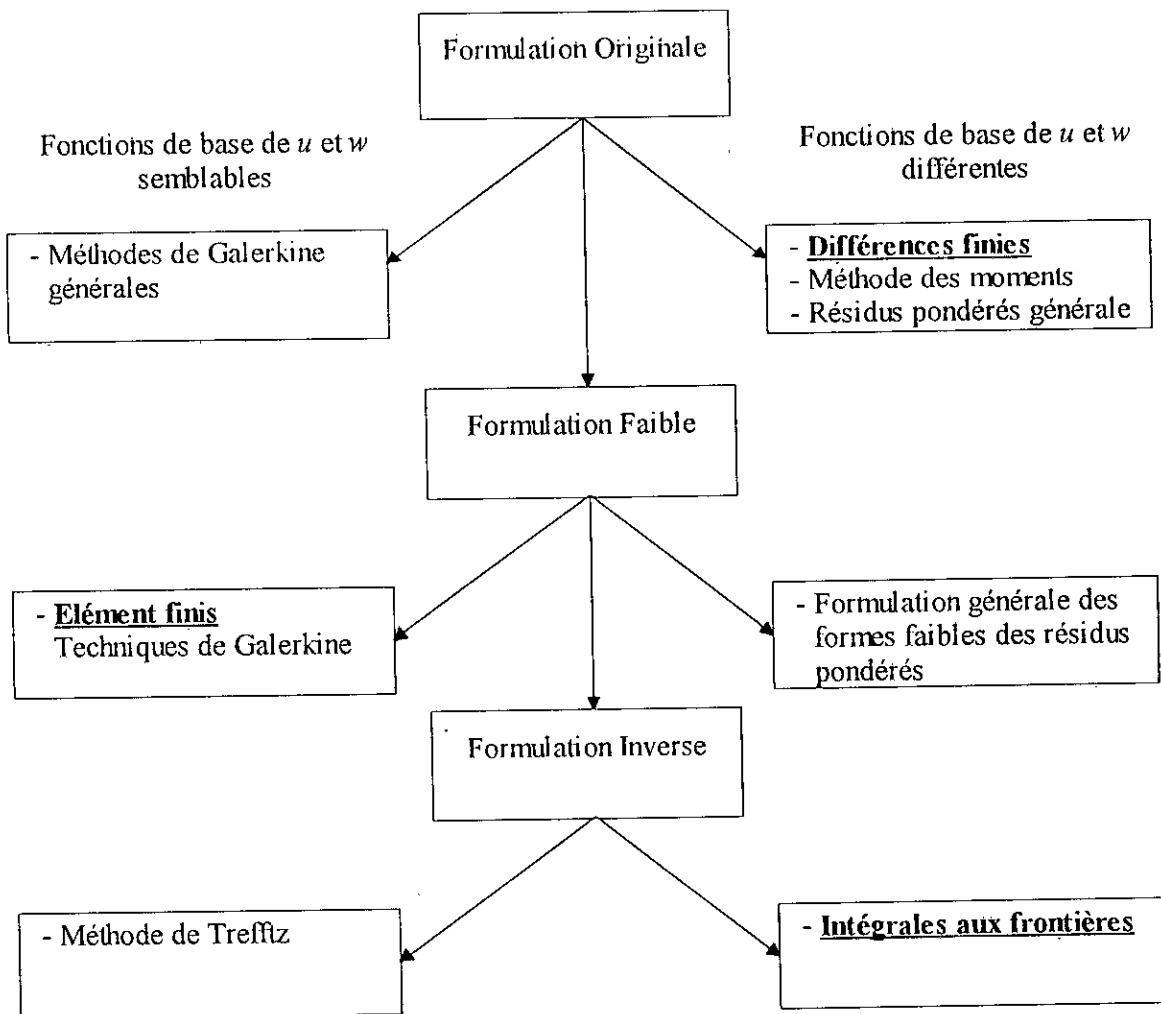 Formulation Originale
Fonctions de base de u et w
semblables
Fonctions de base de u et w
différentes
- Méthodes de Galerkine
générales
- Différences finies
- Méthode des moments
- Résidus pondérés générale
Formulation Faible
- Elément finis
Techniques de Galerkine
- Formulation générale des
formes faibles des résidus
pondérés
Formulation Inverse
- Méthode de Trefftz
- Intégrales aux frontières